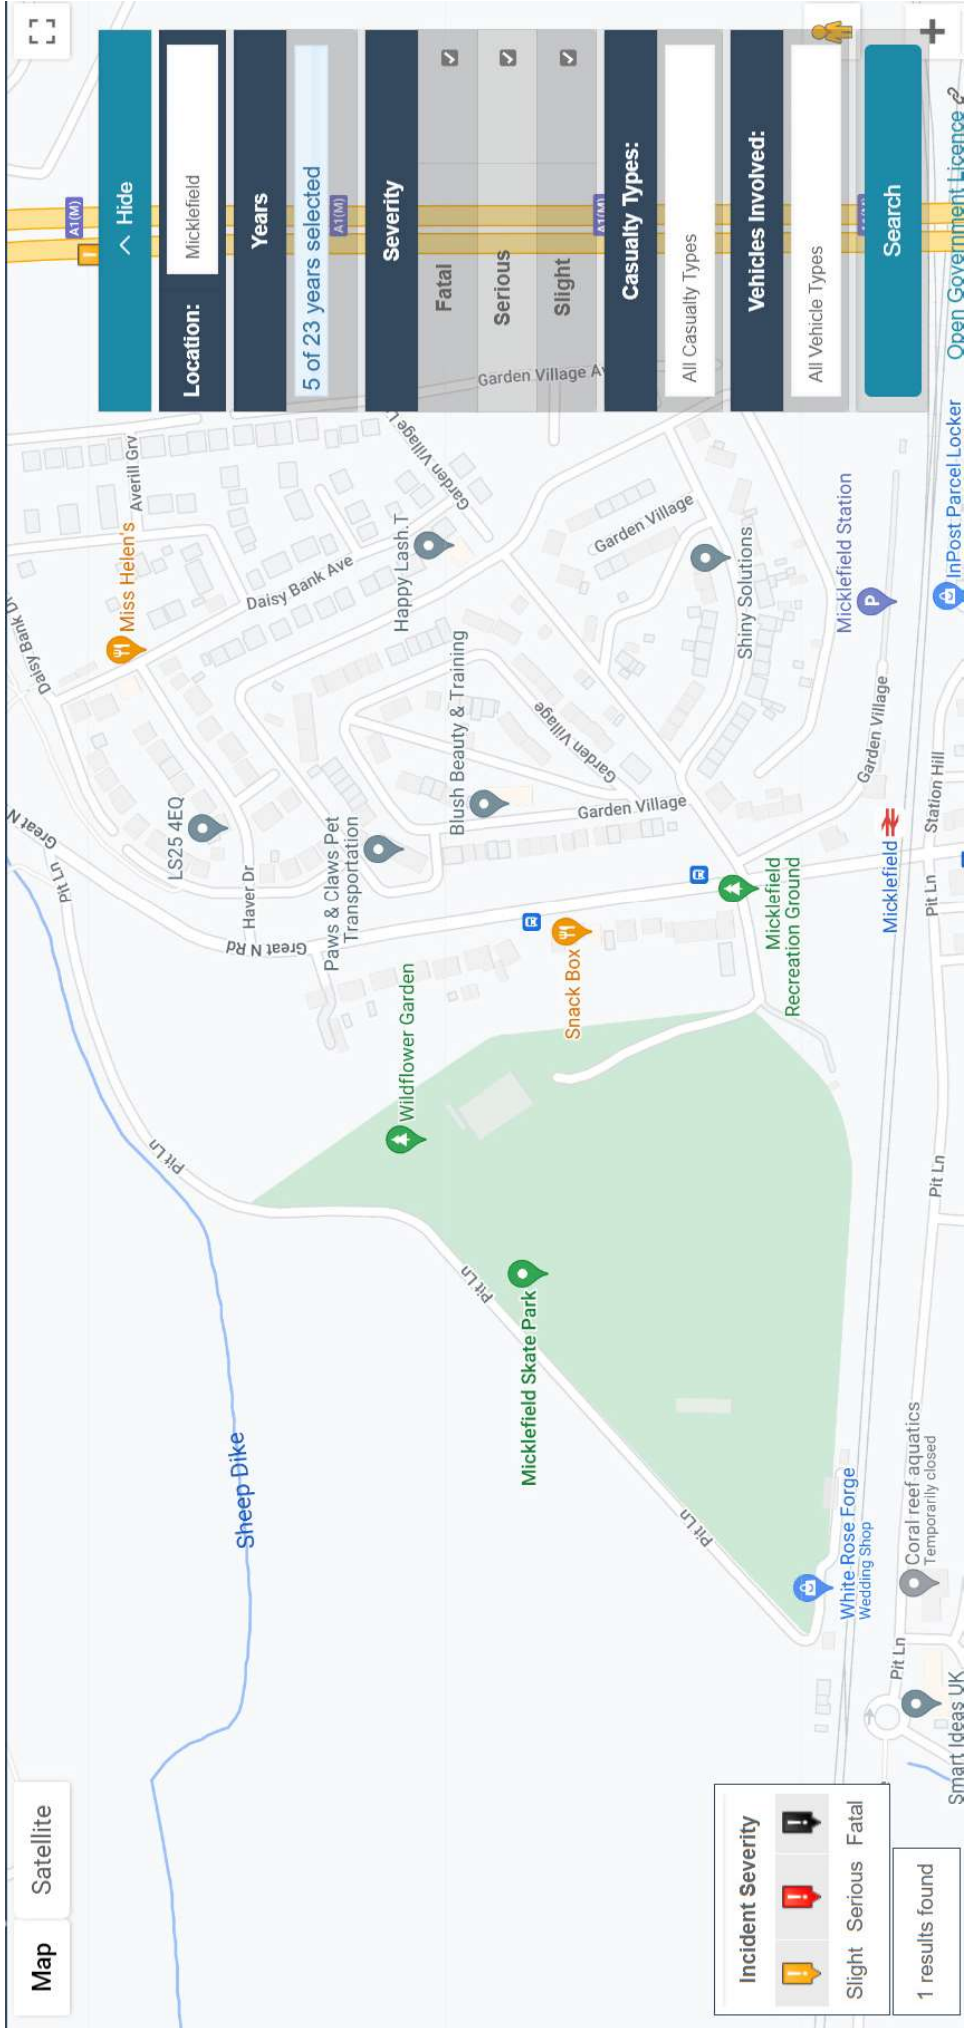 Map
Satellite
Sheep Dike
Pit Ln
Great N
Daisy Bank Dr
A1(M)
Hide
Miss Helen's
Averill Grv
Location:
Micklefield
LS25 4EQ
Haver Dr
Great N Rd
Pit Ln
Daisy Bank Ave
Years
5 of 23 years selected
A1(M)
Paws & Claws Pet
Transportation
Wildflower Garden
Happy Lash.T
Garden Village
Severity
Fatal
Serious
Slight
Blush Beauty & Training
Garden Village
Garden Village Av
Pit Ln
Micklefield Skate Park
Snack Box
Garden Village
Garden Village
A1(M)
Casualty Types:
All Casualty Types
Pit Ln
Shiny Solutions
Micklefield
Recreation Ground
Vehicles Involved:
All Vehicle Types
Incident Severity
Slight
Serious
Fatal
White Rose Forge
Wedding Shop
Micklefield Station
P
Garden Village
Micklefield
Search
Pit Ln
Coral reef aquatics
Temporarily closed
Pit Ln
Pit Ln
Station Hill
1 results found
Smart Ideas UK
InPost Parcel Locker
Open Government Licence